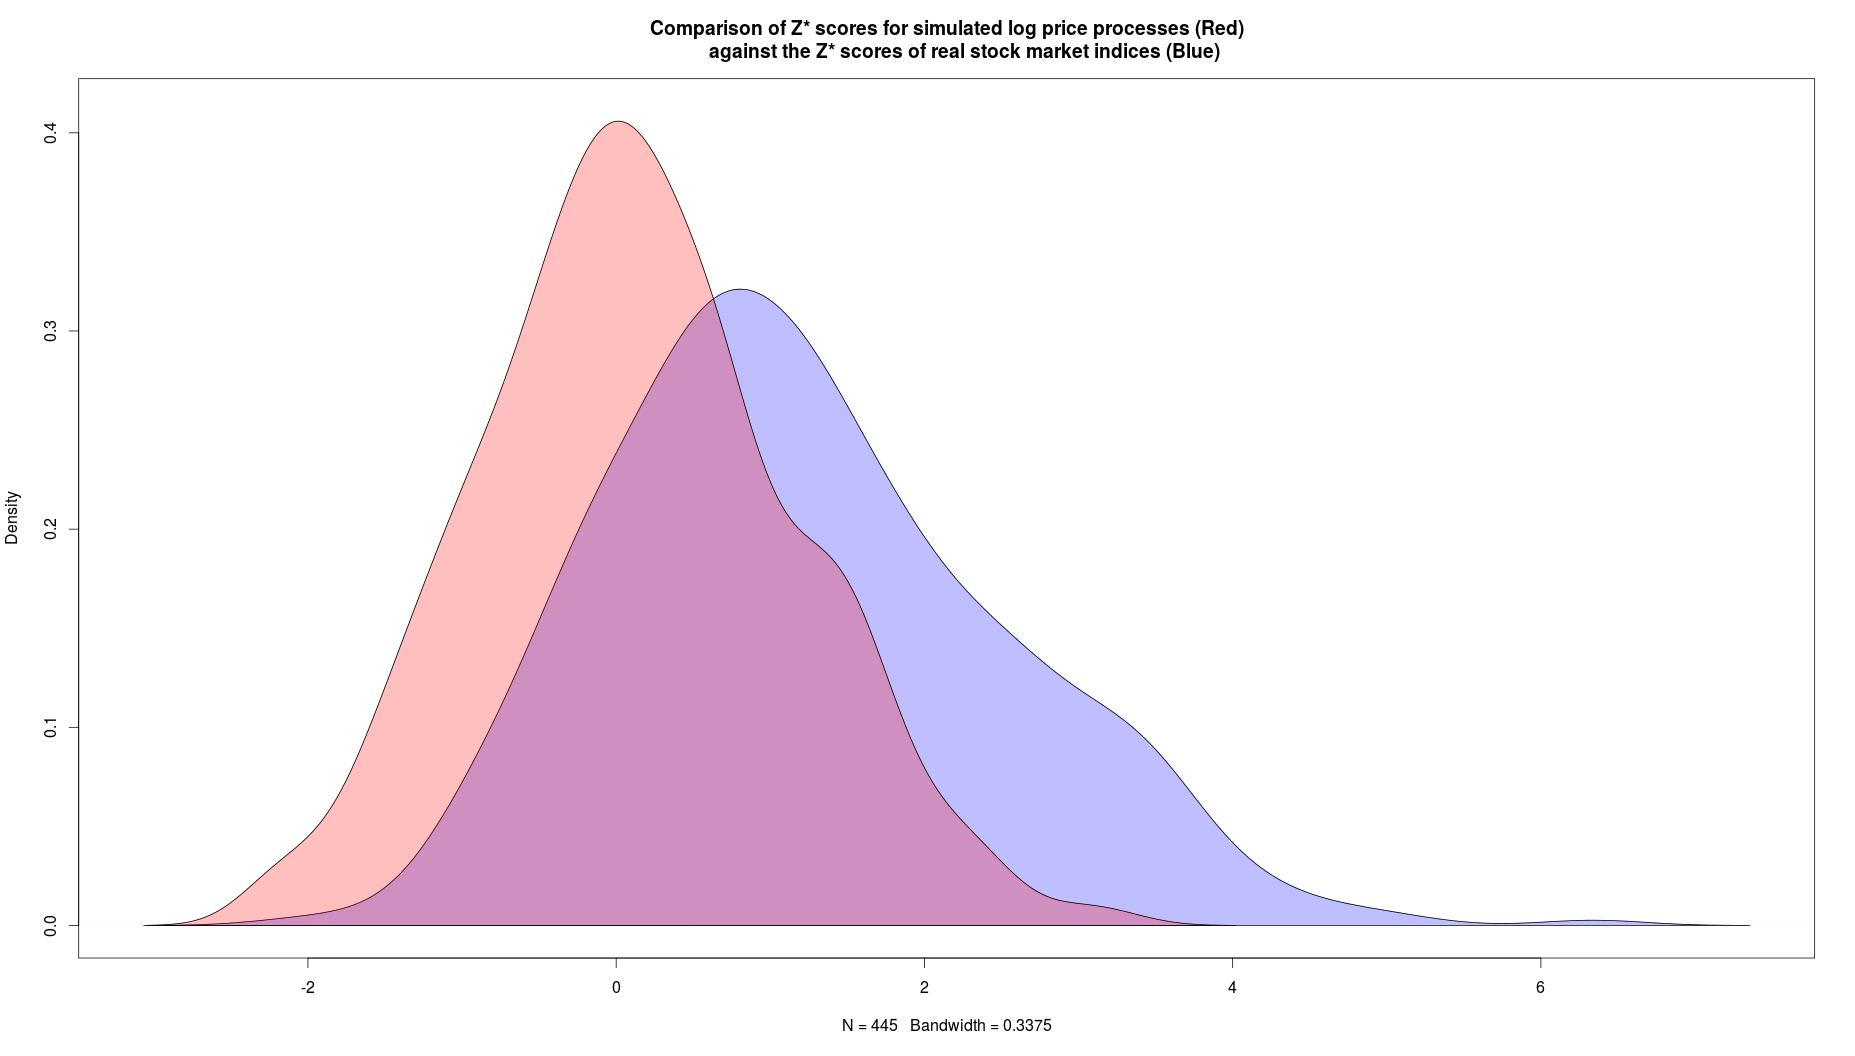 Comparison of Z* scores for simulated log price processes (Red)
against the Z* scores of real stock market indices (Blue)
Density
0.4
0.3
0.2
0.1
0.0
-2 0 2 4 6
N = 445 Bandwidth = 0.3375